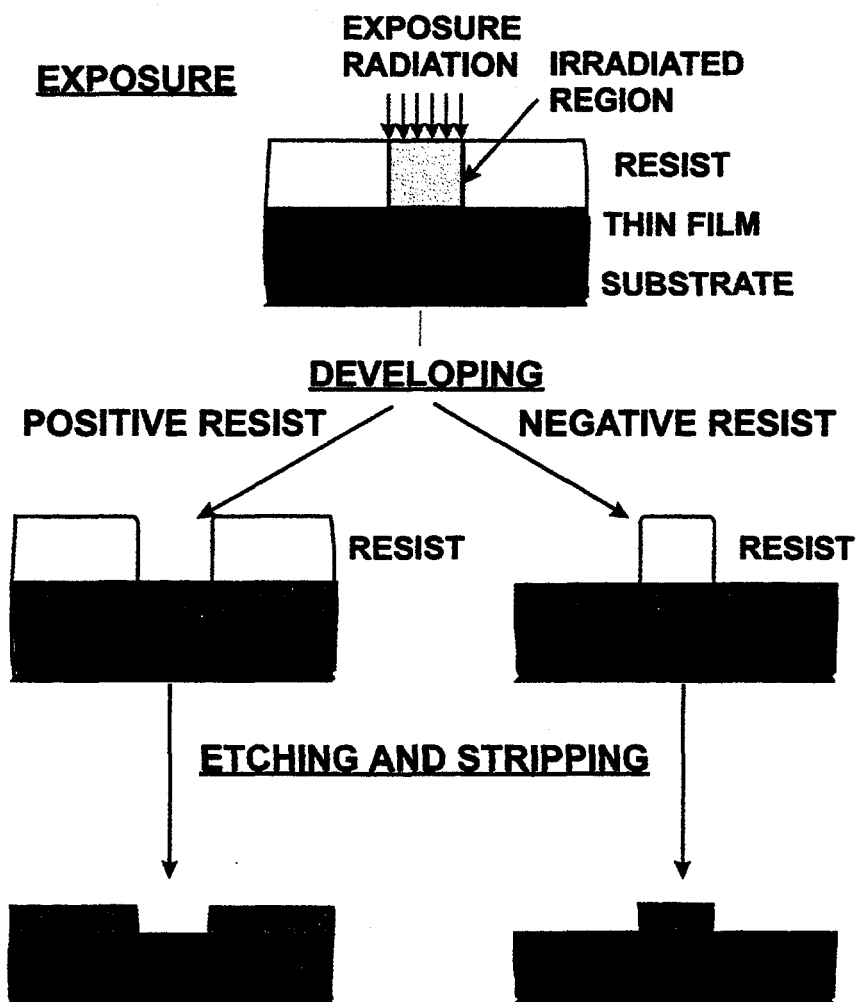 EXPOSURE
EXPOSURE
RADIATION
IRRADIATED
REGION
RESIST
THIN FILM
SUBSTRATE
DEVELOPING
POSITIVE RESIST
NEGATIVE RESIST
RESIST
RESIST
ETCHING AND STRIPPING